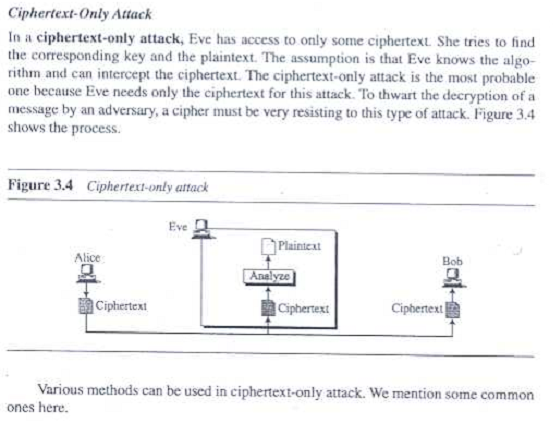 Ciphertext-Only Attack
In a ciphertext-only attack, Eve has access to only some ciphertext. She tries to find
the corresponding key and the plaintext. The assumption is that Eve knows the algo-
rithm and can intercept the ciphertext. The ciphertext-only attack is the most probable
one because Eve needs only the ciphertext for this attack. To thwart the decryption of a
message by an adversary, a cipher must be very resisting to this type of attack. Figure 3.4
shows the process.
Figure 3.4 Ciphertext-only attack
Eve
Plaintext
Alice
Bob
Analyze
Ciphertext
Ciphertext
Ciphertext
Various methods can be used in ciphertext-only attack. We mention some common
ones here.